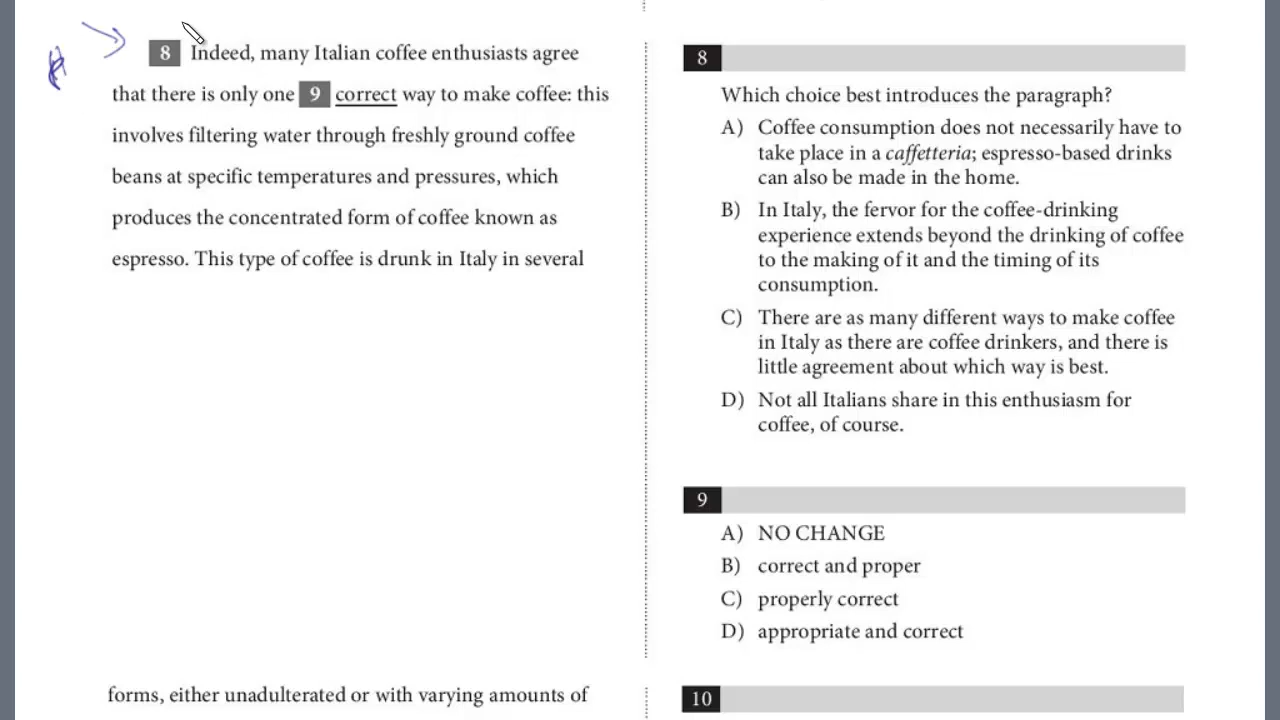 8 Indeed, many Italian coffee enthusiasts agree
that there is only one 9 correct way to make coffee: this
involves filtering water through freshly ground coffee
beans at specific temperatures and pressures, which
produces the concentrated form of coffee known as
espresso. This type of coffee is drunk in Italy in several
forms, either unadulterated or with varying amounts of
8
Which choice best introduces the paragraph?
A) Coffee consumption does not necessarily have to
take place in a caffetteria; espresso-based drinks
can also be made in the home.
B) In Italy, the fervor for the coffee-drinking
experience extends beyond the drinking of coffee
to the making of it and the timing of its
consumption.
C) There are as many different ways to make coffee
in Italy as there are coffee drinkers, and there is
little agreement about which way is best.
D) Not all Italians share in this enthusiasm for
coffee, of course.
9
A) NO CHANGE
B) correct and proper
C) properly correct
D) appropriate and correct
10